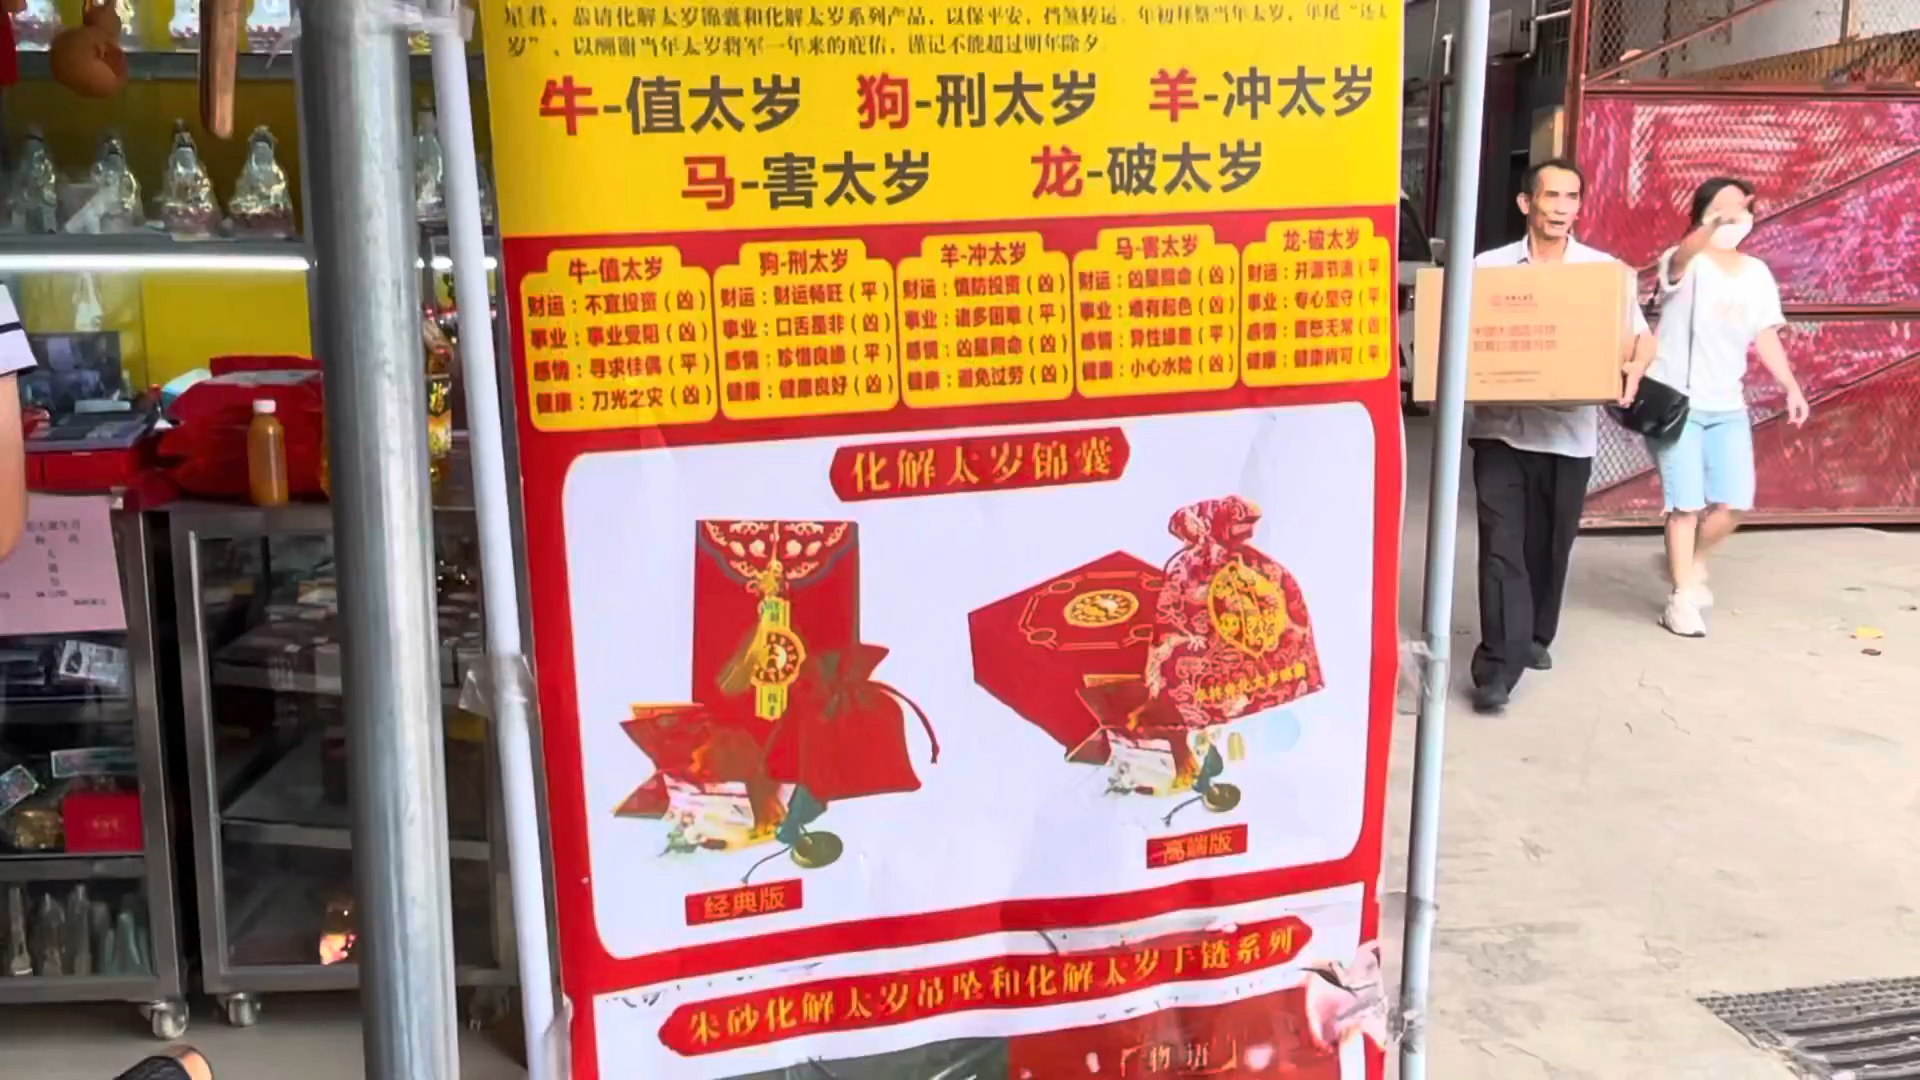 星君，恭请化解太岁锦囊和化解太岁系列产品，以保平安，挡煞转运。年初拜祭当年太岁，年尾“还太
岁”，以酬谢当年太岁将军一年来的庇佑，谨记不能超过明年除夕
牛-值太岁 狗-刑太岁 羊-冲太岁
马-害太岁 龙-破太岁
牛-值太岁
财运：不宜投资（凶）
事业：事业受阻（凶）
感情：寻求佳偶（平）
健康：刀光之灾（凶）
狗-刑太岁
财运：财运畅旺（平）
事业：口舌是非（凶）
感情：珍惜良缘（平）
健康：健康良好（凶）
羊-冲太岁
财运：慎防投资（凶）
事业：诸多困难（平）
感情：凶星照命（凶）
健康：避免过劳（凶）
马-害太岁
财运：凶星照命（凶）
事业：难有起色（凶）
感情：异性缘差（平）
健康：小心水险（凶）
龙-破太岁
财运：开源节流（平
事业：专心坚守（平）
感情：喜怒无常（凶
健康：健康尚可（平
化解太岁锦囊
经典版
高端版
朱砂化解太岁吊坠和化解太岁手链系列
物语